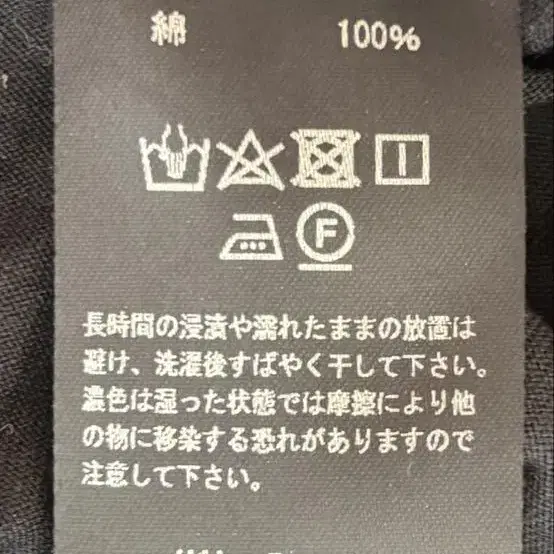 綿 100%
F
長時間の浸漬や濡れたままの放置は
避け、洗濯後すばやく干して下さい。
濃色は湿った状態では摩擦により他
の物に移染する恐れがありますので
注意して下さい。